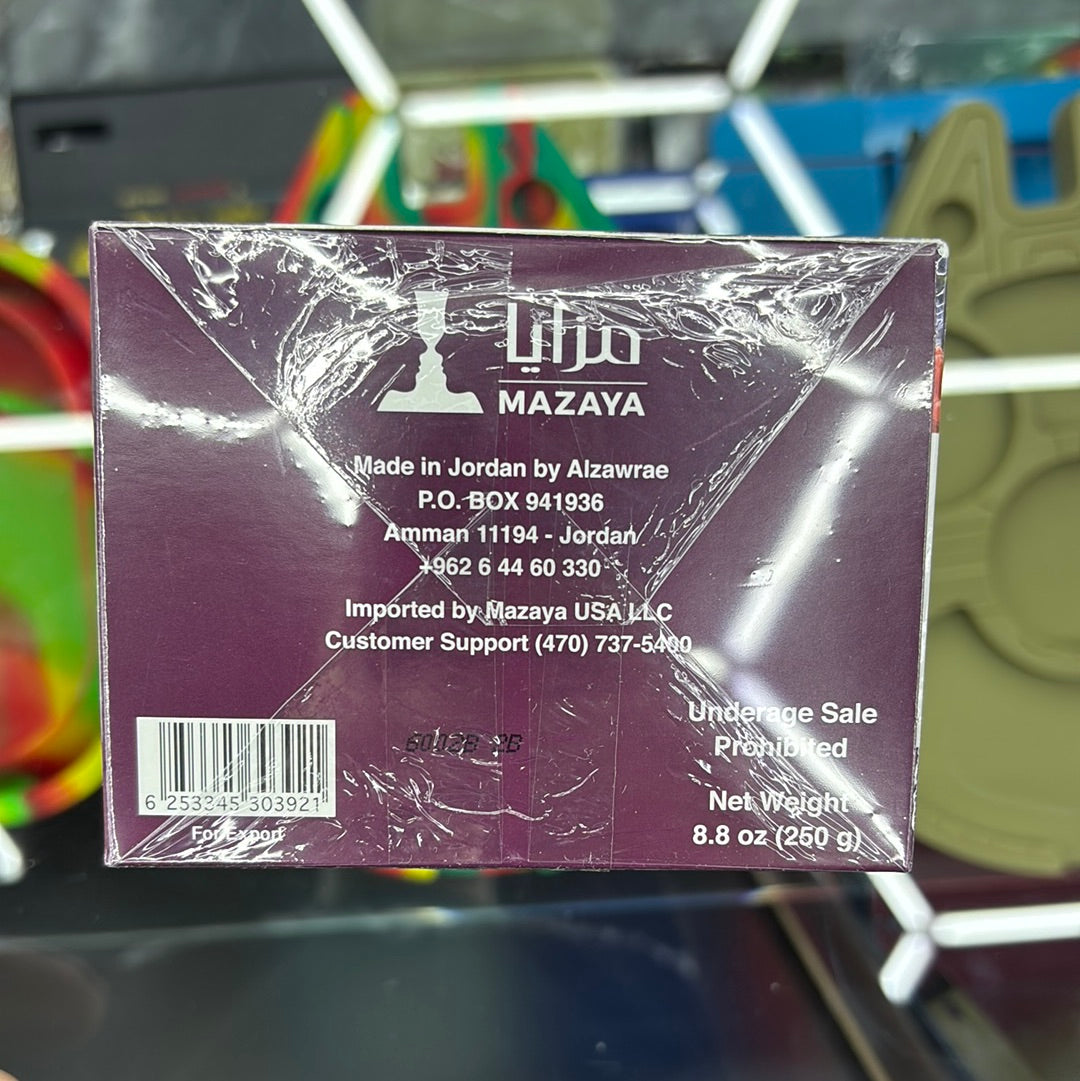 مزايا
MAZAYA
Made in Jordan by Alzawrae
P.O. BOX 941936
Amman 11194 - Jordan
+962 6 44 60 330
Imported by Mazaya USA LLC
Customer Support (470) 737-5400
Underage Sale
Prohibited
Net Weight
8.8 oz (250 g)
6 253345 303921
For Export